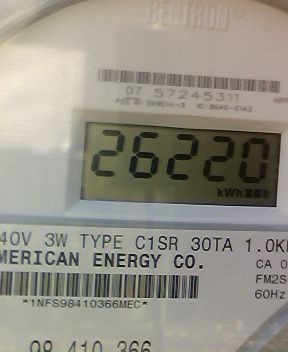 CENTRON
07 57245311
26220
kWh
40V 3W TYPE C1SR 30TA 1.0K
MERICAN ENERGY CO.
CA 0
FM2S
60Hz
*1NFS98410366MEC*
98 410 366